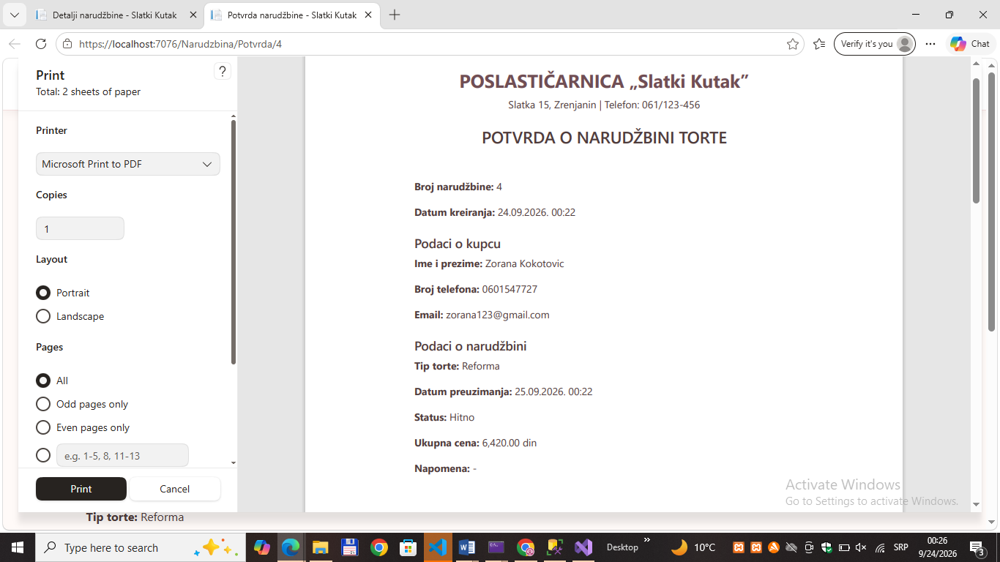 Detalji narudžbine - Slatki Kutak
Potvrda narudžbine - Slatki Kutak
https://localhost:7076/Narudzbina/Potvrda/4
Verify it's you
Chat
Print
?
Total: 2 sheets of paper
Printer
Microsoft Print to PDF
Copies
1
Layout
Portrait
Landscape
Pages
All
Odd pages only
Even pages only
e.g. 1-5, 8, 11-13
Print
Cancel
POSLASTIČARNICA „Slatki Kutak”
Slatka 15, Zrenjanin | Telefon: 061/123-456
POTVRDA O NARUDŽBINI TORTE
Broj narudžbine: 4
Datum kreiranja: 24.09.2026. 00:22
Podaci o kupcu
Ime i prezime: Zorana Kokotovic
Broj telefona: 0601547727
Email: zorana123@gmail.com
Podaci o narudžbini
Tip torte: Reforma
Datum preuzimanja: 25.09.2026. 00:22
Status: Hitno
Ukupna cena: 6,420.00 din
Napomena: -
Activate Windows
Go to Settings to activate Windows.
Tip torte: Reforma
Type here to search
Desktop
10°C
SRP
00:26
9/24/2026
3